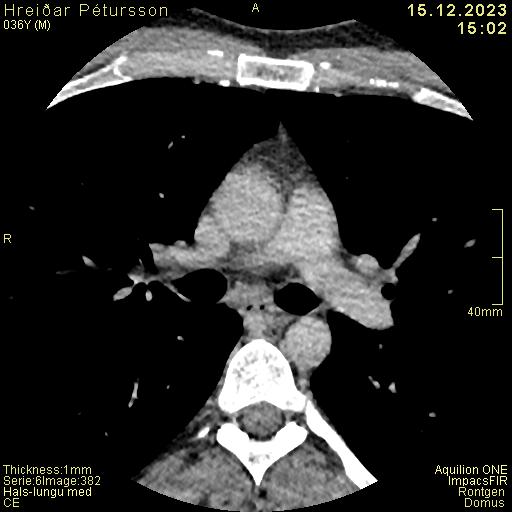 Hreiðar Pétursson
036Y (M)
A
15.12.2023
15:02
R
40mm
Thickness:1mm
Serie:6Image:382
Hals-lungu med
CE
Aquilion ONE
ImpacsFIR
Rontgen
Domus